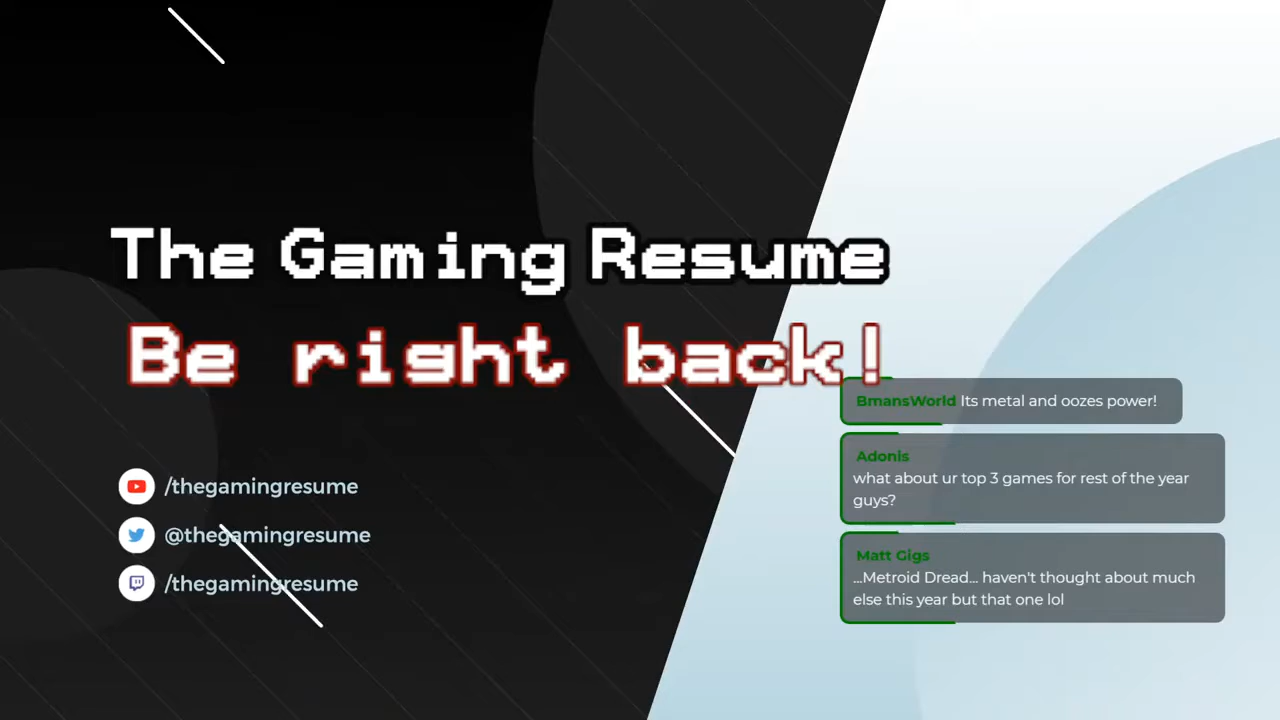 The Gaming Resume
Be right back!
/thegamingresume
@thegamingresume
/thegamingresume
BmansWorld Its metal and oozes power!
Adonis
what about ur top 3 games for rest of the year
guys?
Matt Gigs
...Metroid Dread... haven't thought about much
else this year but that one lol